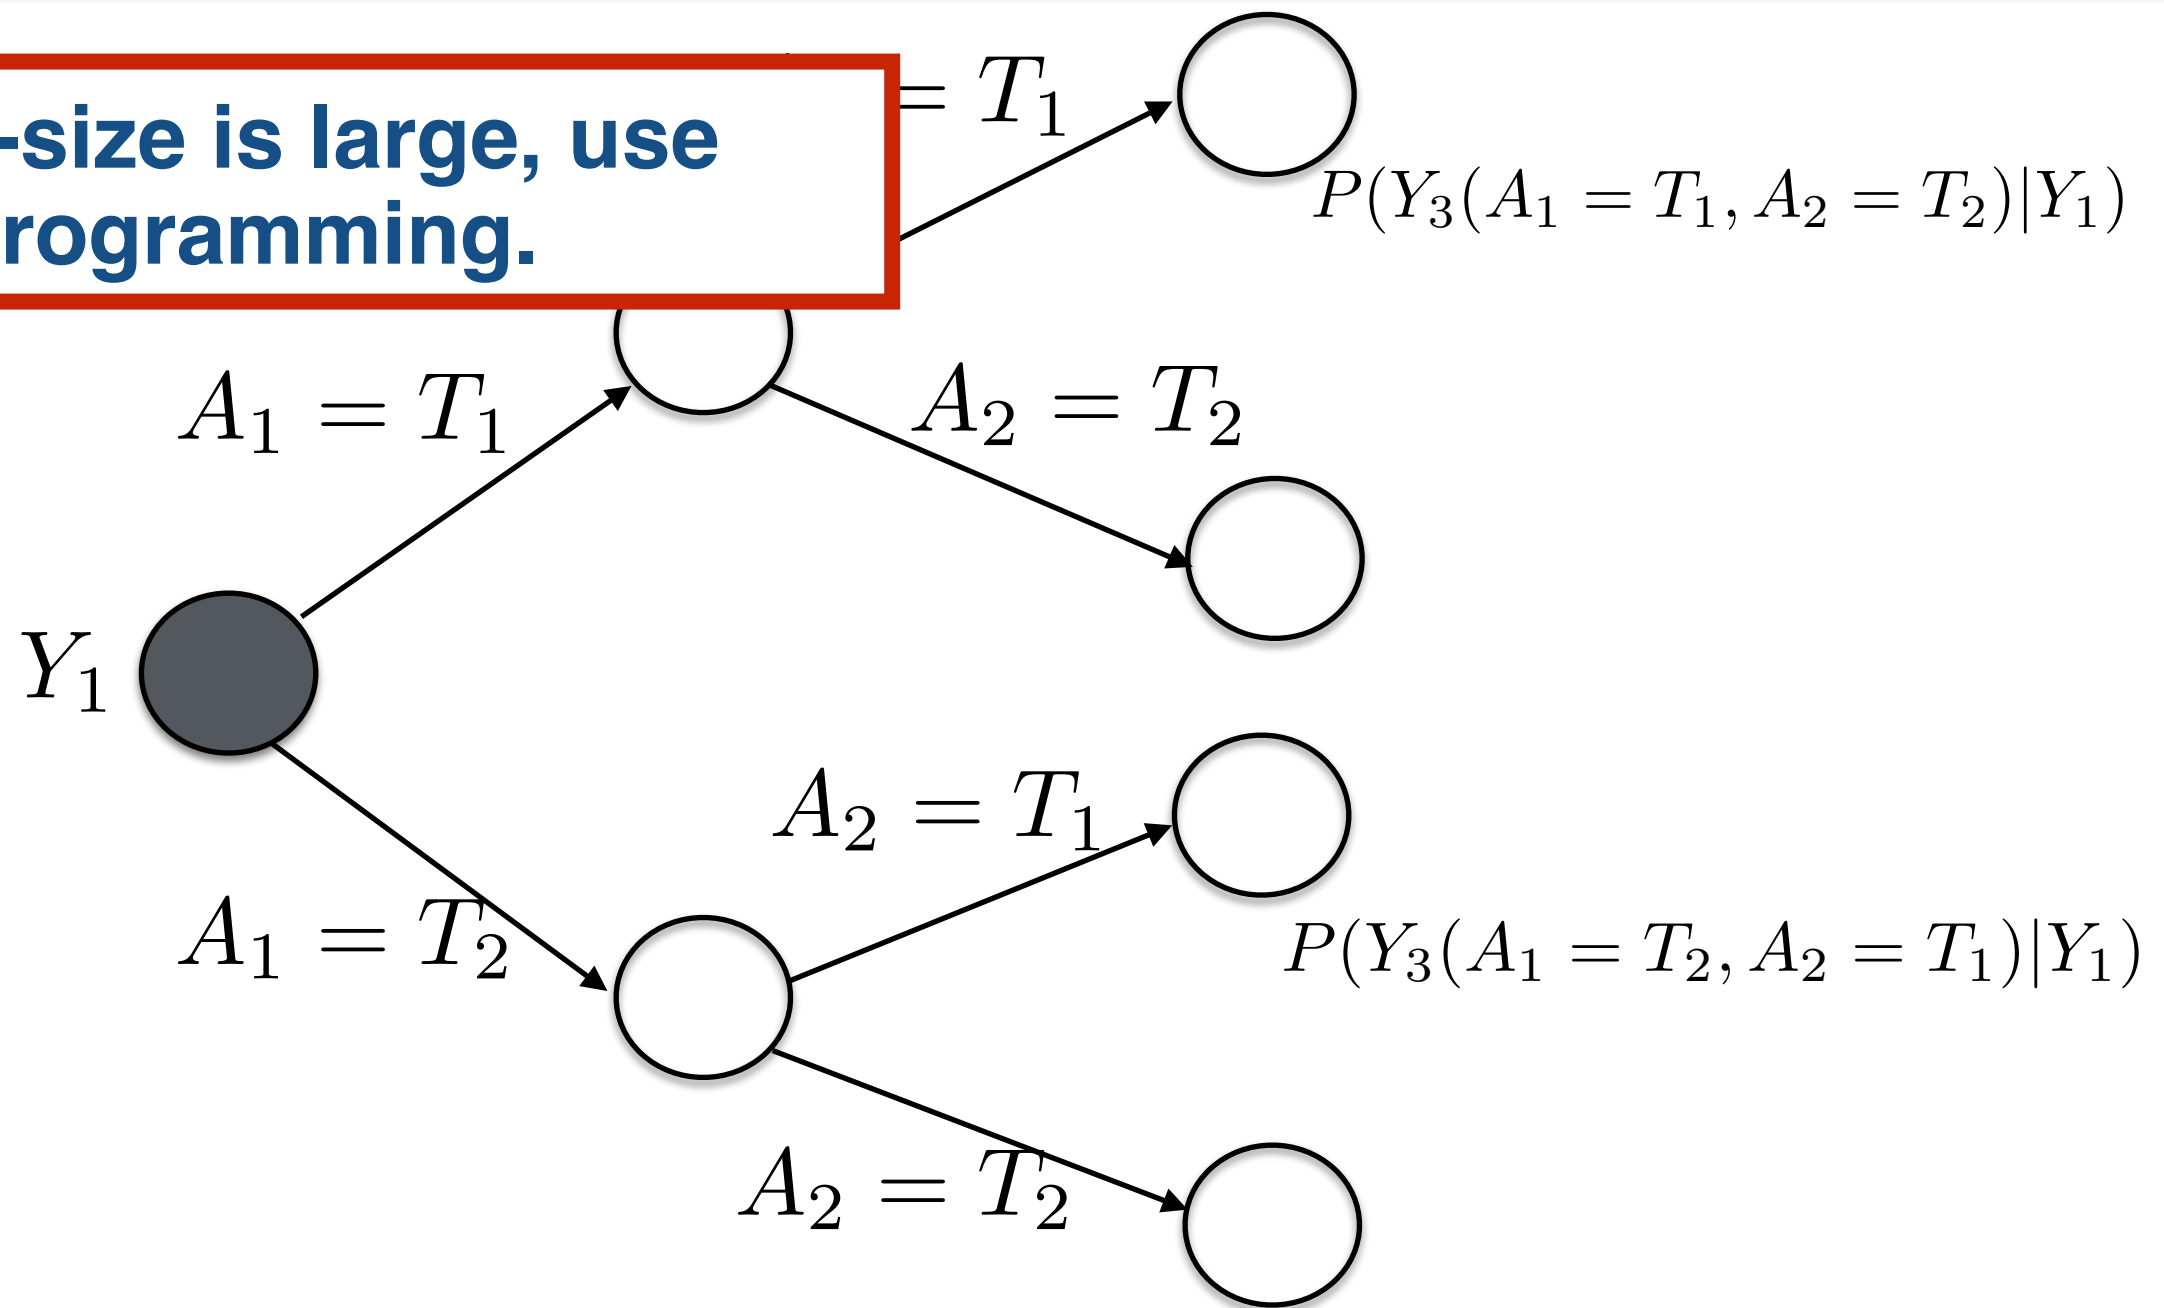 -size is large, use
rogramming.
= T₁
P(Y₃(A₁ = T₁, A₂ = T₂)|Y₁)
A₁ = T₁
A₂ = T₂
Y₁
A₂ = T₁
A₁ = T₂
P(Y₃(A₁ = T₂, A₂ = T₁)|Y₁)
A₂ = T₂